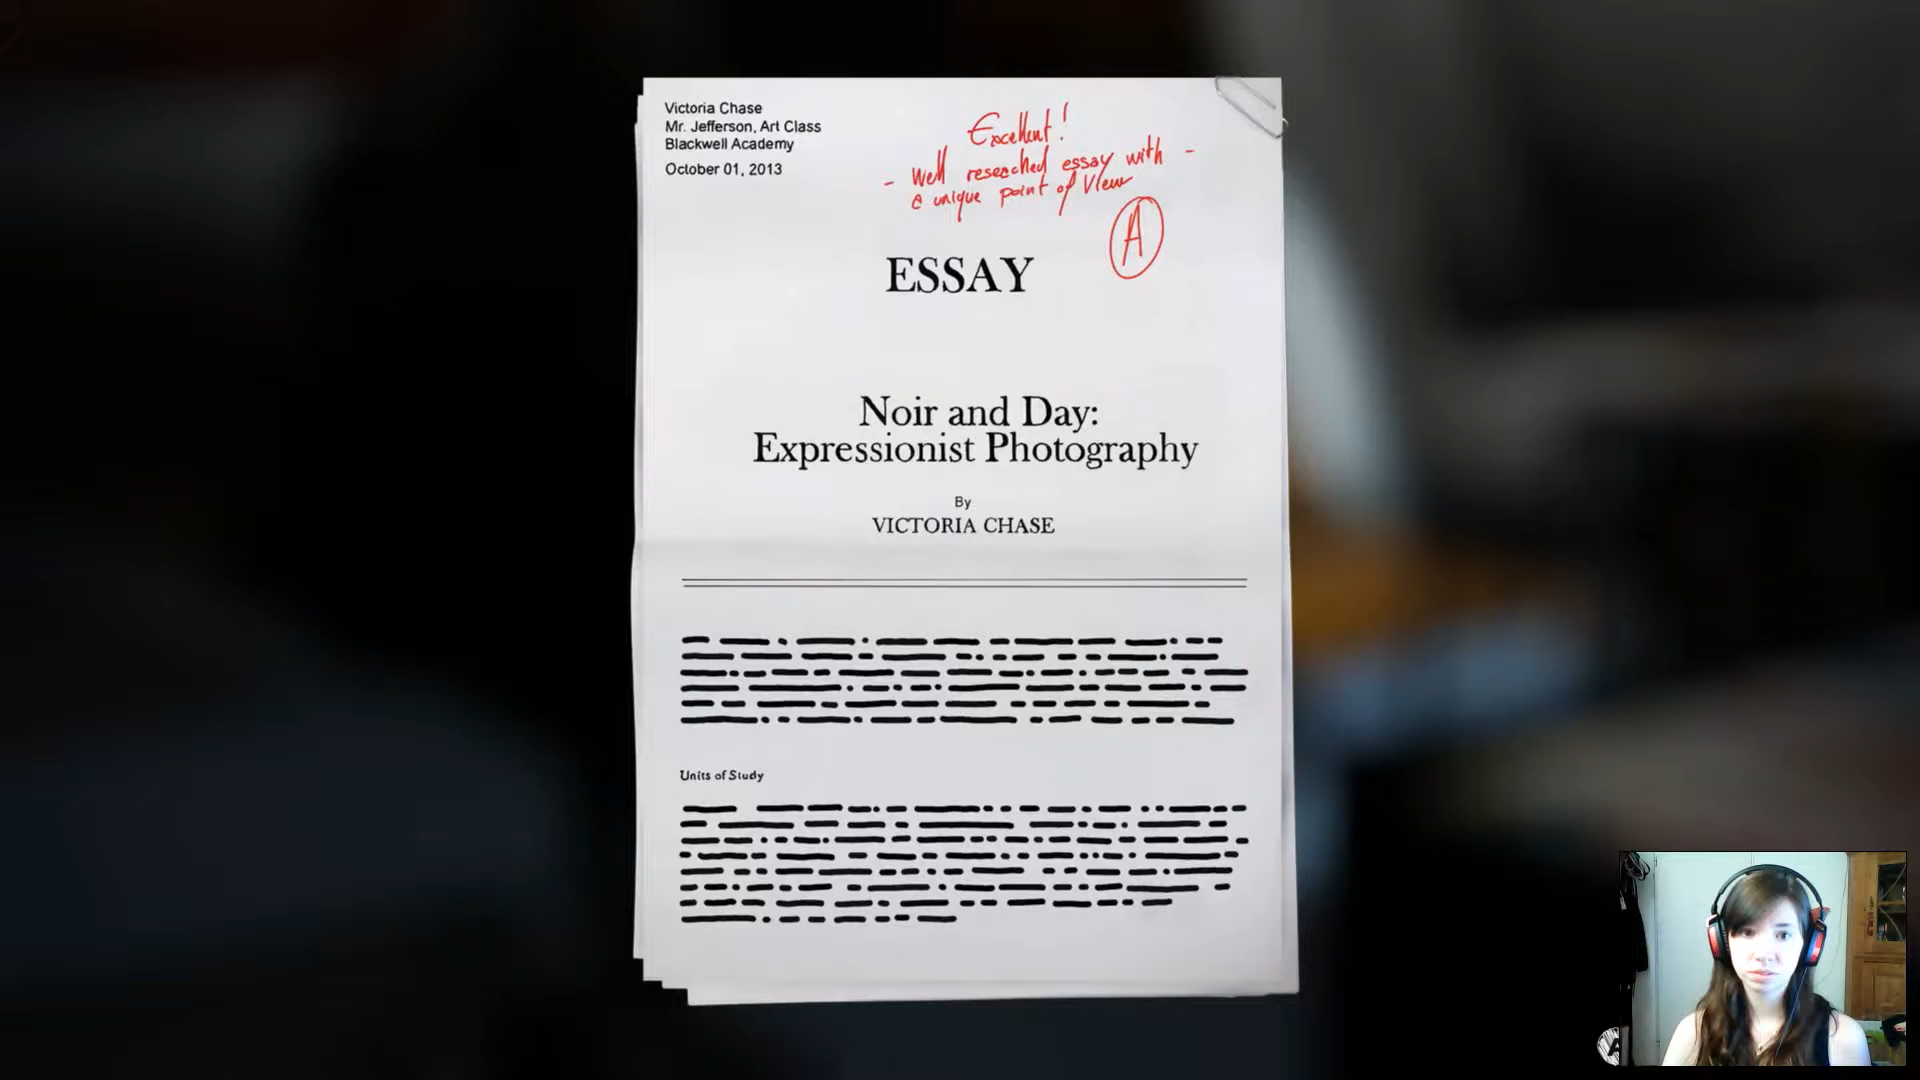 Victoria Chase
Mr. Jefferson, Art Class
Blackwell Academy
October 01, 2013
Excellent!
- Well reseached essay with -
a unique point of View
A
ESSAY
Noir and Day:
Expressionist Photography
By
VICTORIA CHASE
Units of Study